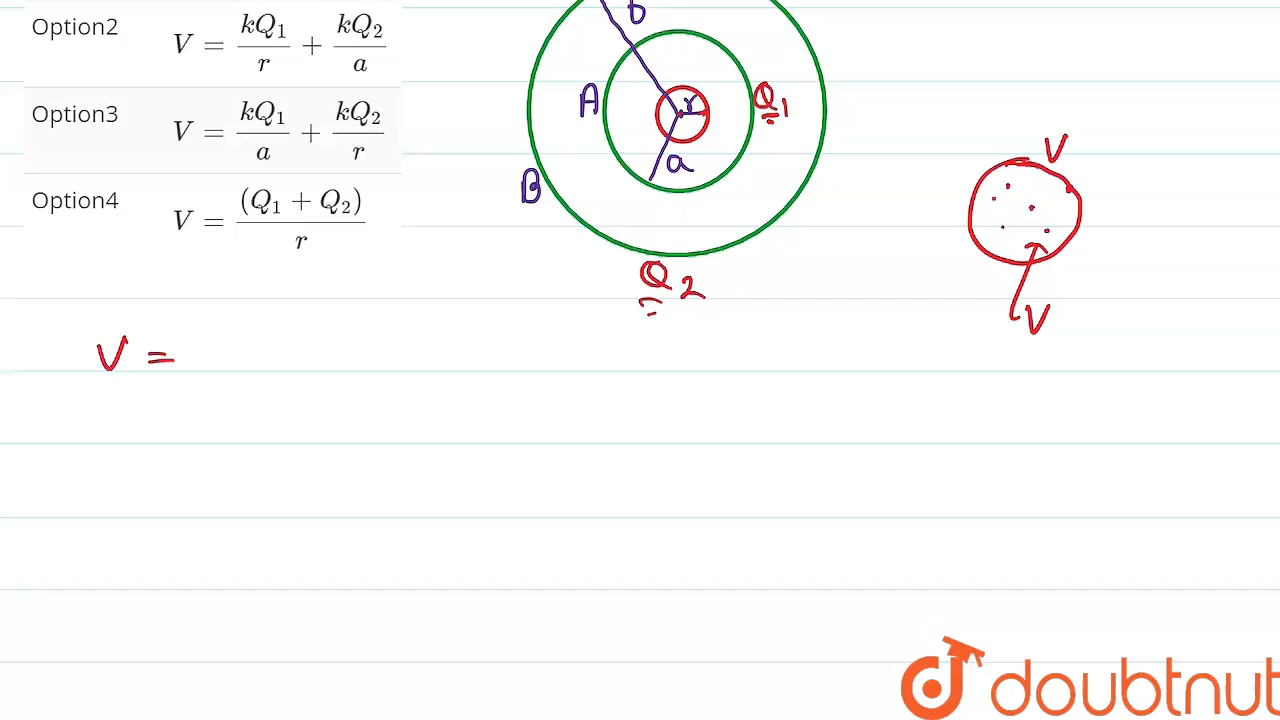 Option2 V = kQ₁/r + kQ₂/a
Option3 V = kQ₁/a + kQ₂/r
Option4 V = (Q₁ + Q₂)/r
b
A
r
Q₁
a
B
Q₂
V
V
V =
doubtnut